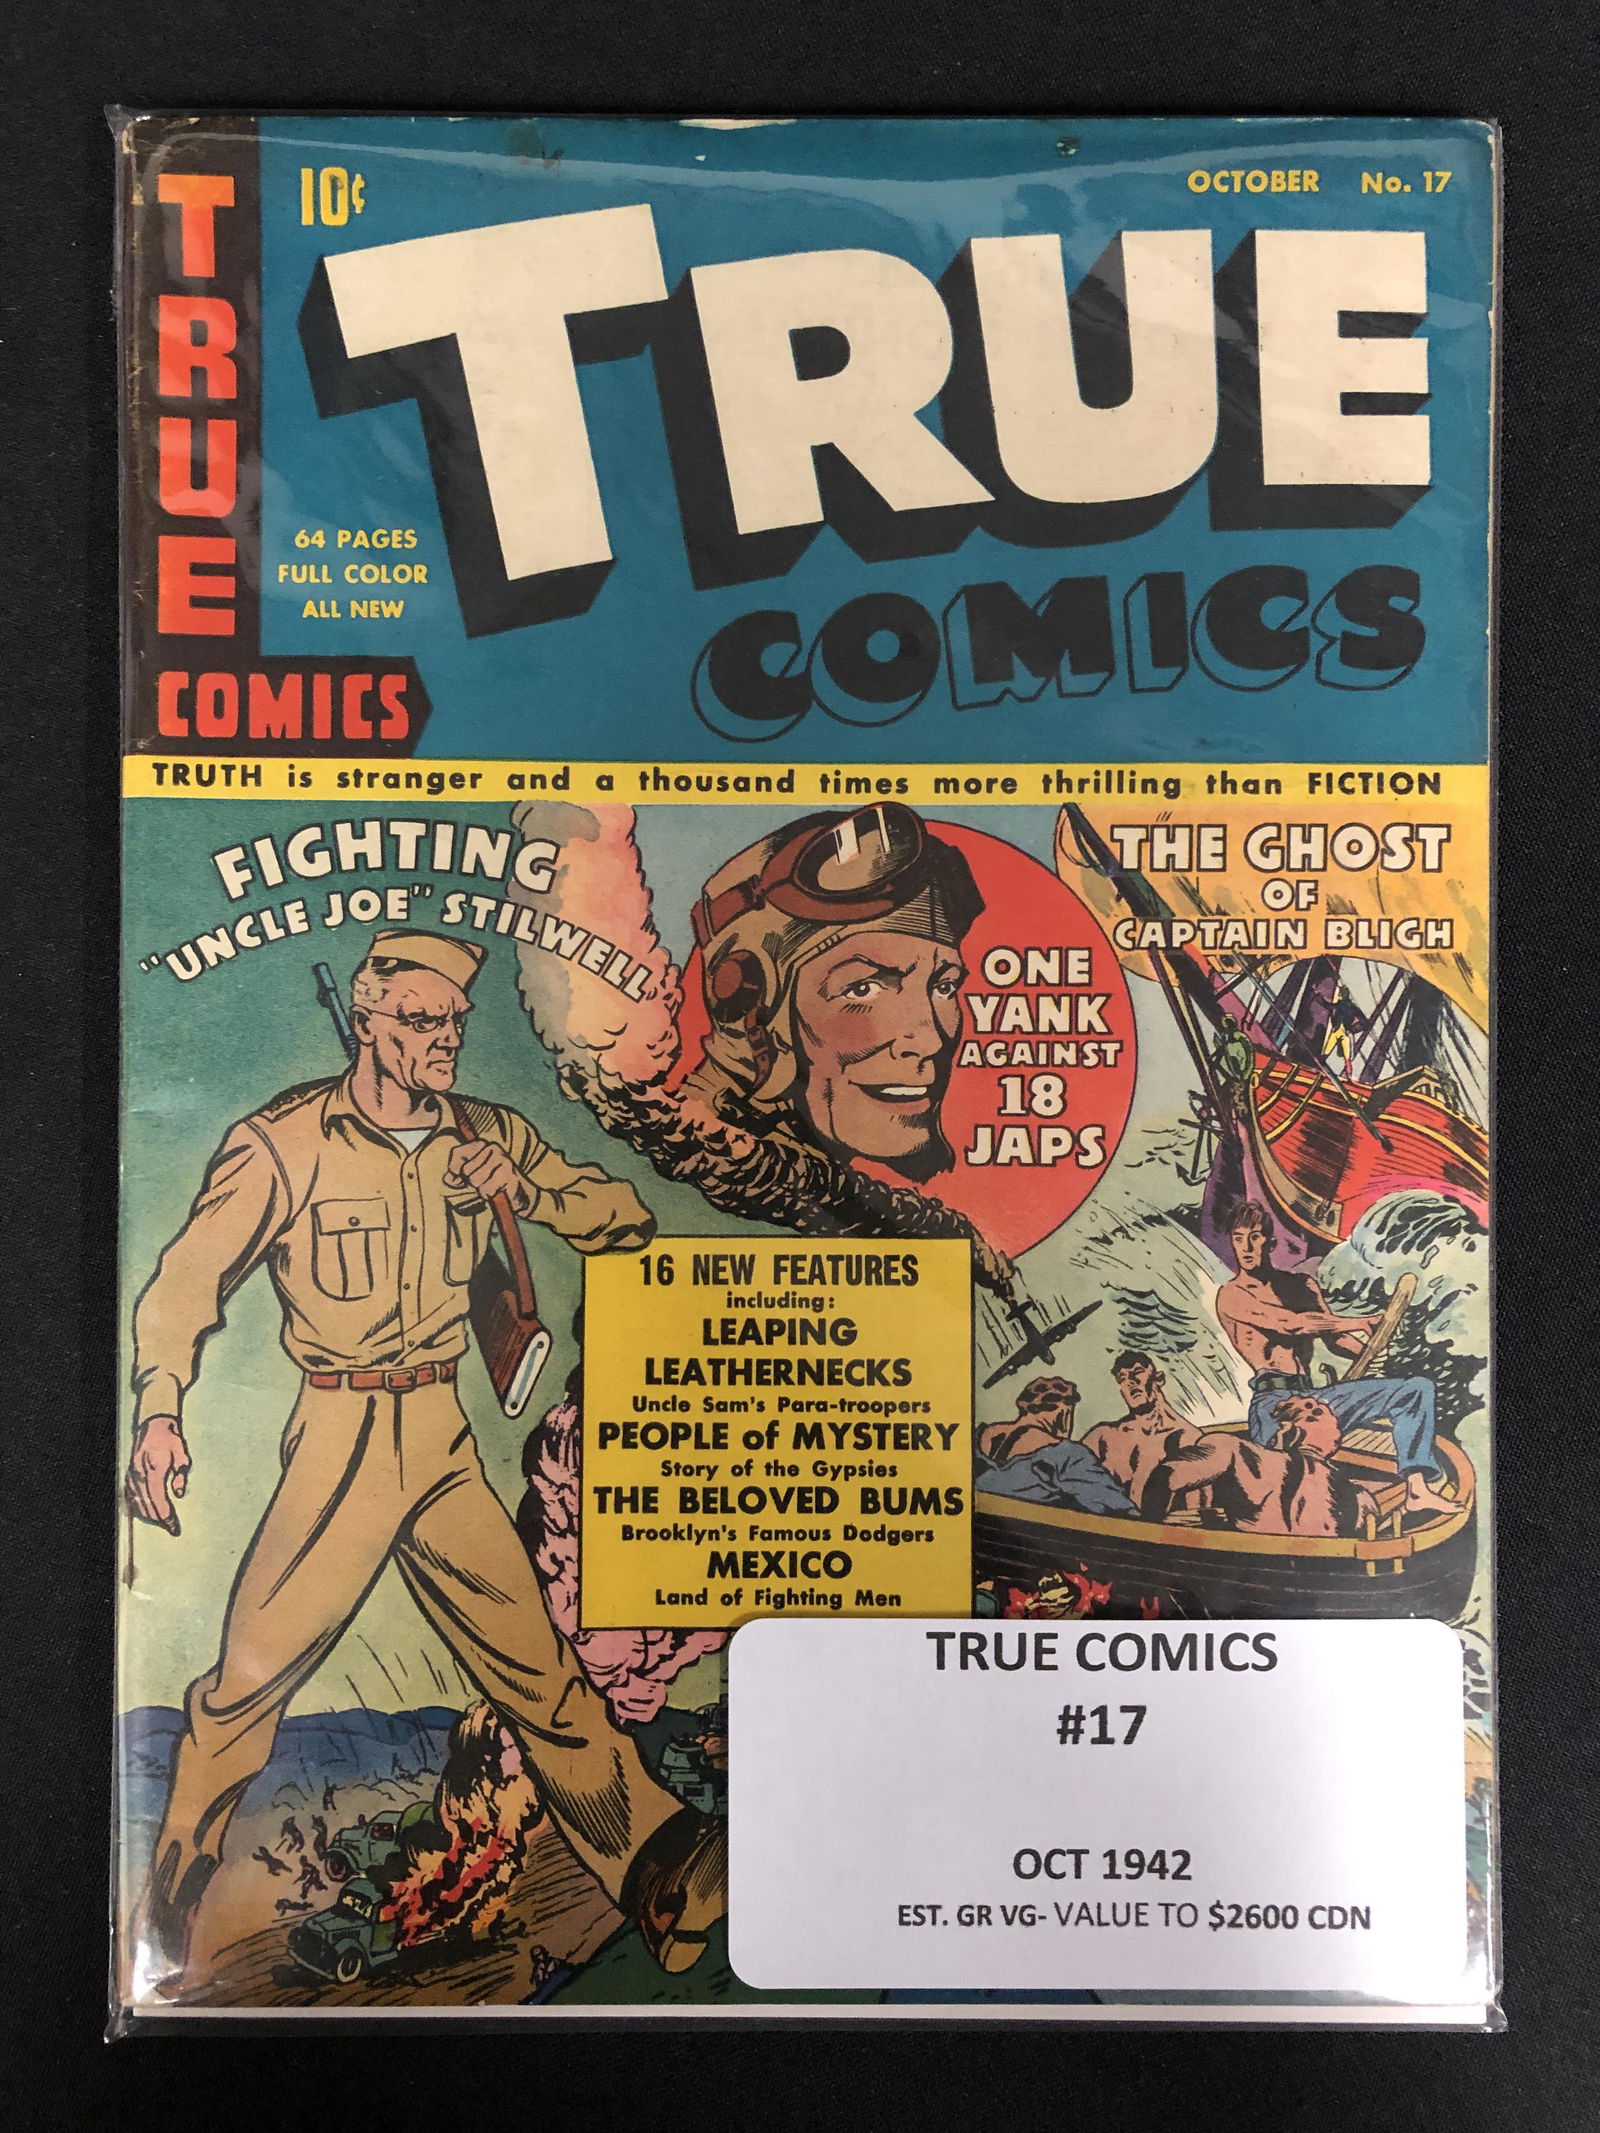 TRUE
COMICS
10¢
OCTOBER No. 17
TRUE
COMICS
64 PAGES
FULL COLOR
ALL NEW
TRUTH is stranger and a thousand times more thrilling than FICTION
FIGHTING
"UNCLE JOE" STILWELL
ONE
YANK
AGAINST
18
JAPS
THE GHOST
OF
CAPTAIN BLIGH
16 NEW FEATURES
including:
LEAPING
LEATHERNECKS
Uncle Sam's Para-troopers
PEOPLE of MYSTERY
Story of the Gypsies
THE BELOVED BUMS
Brooklyn's Famous Dodgers
MEXICO
Land of Fighting Men
TRUE COMICS
#17
OCT 1942
EST. GR VG- VALUE TO $2600 CDN